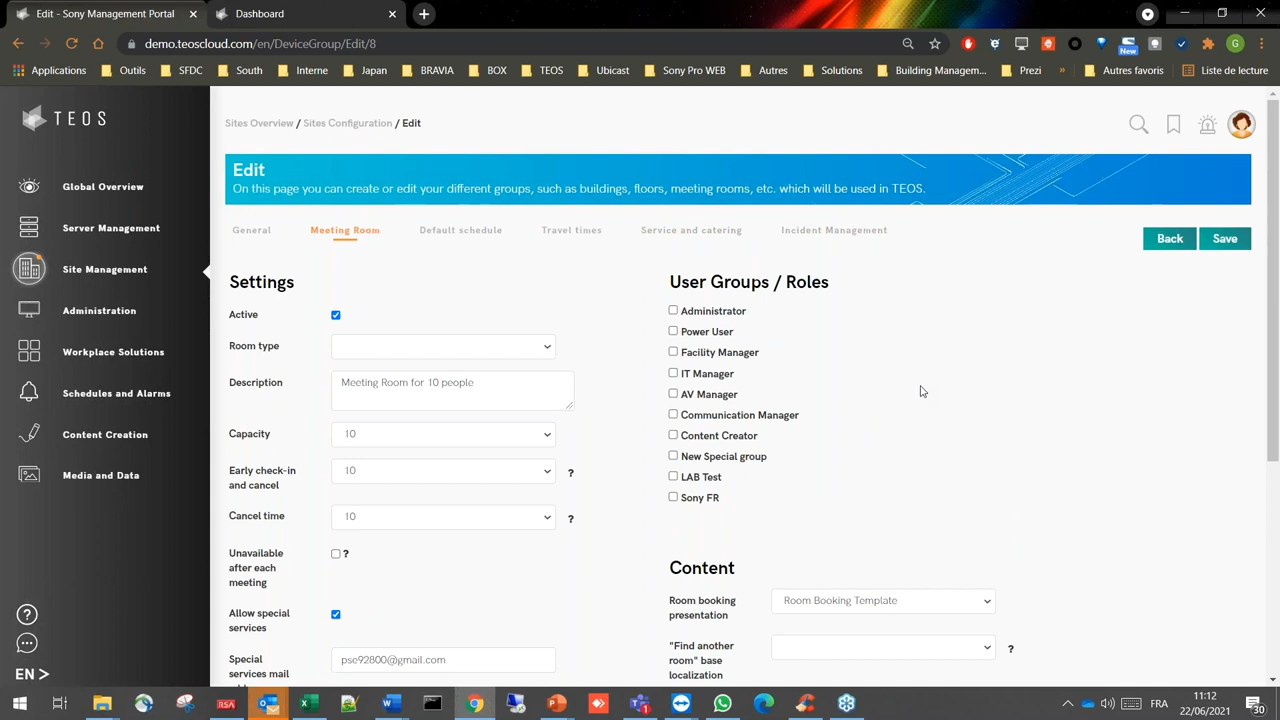 Edit - Sony Management Portal
Dashboard
demo.teoscloud.com/en/DeviceGroup/Edit/8
New
G
Applications
Outils
SFDC
South
Interne
Japan
BRAVIA
BOX
TEOS
Ubicast
Sony Pro WEB
Autres
Solutions
Building Managem...
Prezi
»
Autres favoris
Liste de lecture
TEOS
Sites Overview / Sites Configuration / Edit
Edit
On this page you can create or edit your different groups, such as buildings, floors, meeting rooms, etc. which will be used in TEOS.
General
Meeting Room
Default schedule
Travel times
Service and catering
Incident Management
Back
Save
Global Overview
Server Management
Site Management
Administration
Workplace Solutions
Schedules and Alarms
Content Creation
Media and Data
EN >
Settings
Active
Room type
Description
Meeting Room for 10 people
Capacity
10
Early check-in
and cancel
10
?
Cancel time
10
?
Unavailable
after each
meeting
?
Allow special
services
Special
services mail
pse92800@gmail.com
User Groups / Roles
Administrator
Power User
Facility Manager
IT Manager
AV Manager
Communication Manager
Content Creator
New Special group
LAB Test
Sony FR
Content
Room booking
presentation
Room Booking Template
"Find another
room" base
localization
?
RSA
FRA
11:12
22/06/2021
30